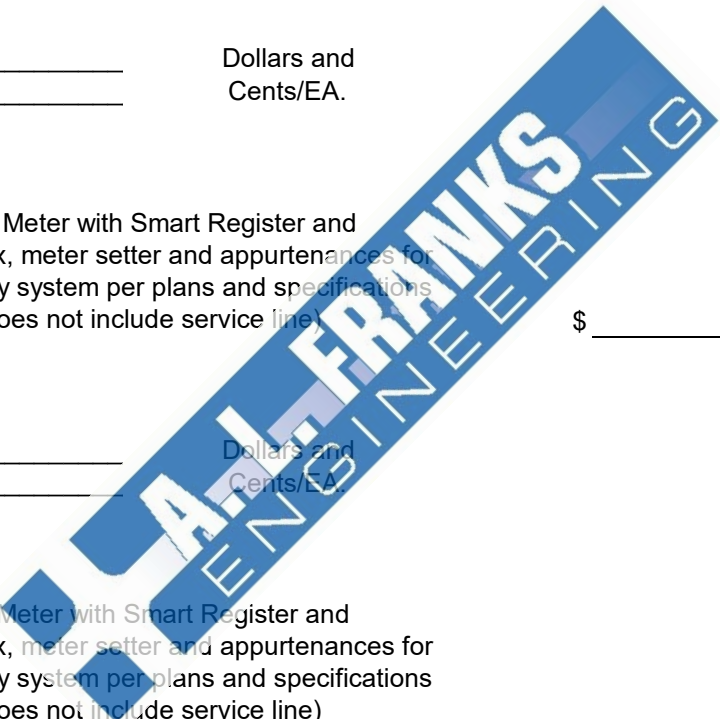 Dollars and
Cents/EA.
Meter with Smart Register and
x, meter setter and appurtenances for
y system per plans and specifications
oes not include service line)
$
Dollars and
Cents/EA.
A.L. FRANKS
ENGINEERING
Meter with Smart Register and
x, meter setter and appurtenances for
y system per plans and specifications
oes not include service line)